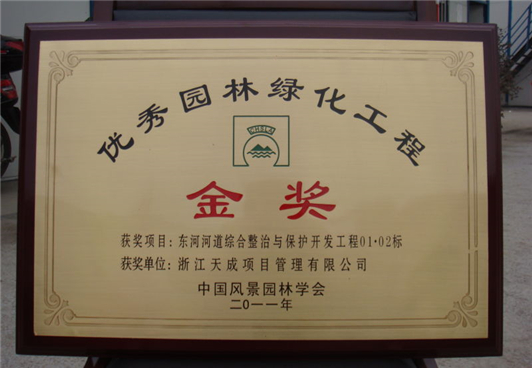 优秀园林绿化工程
CHSLA
金奖
获奖项目:东河河道综合整治与保护开发工程01·02标
获奖单位:浙江天成项目管理有限公司
中国风景园林学会
二〇一一年